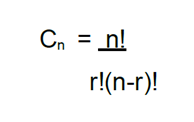 Cₙ = n!
r!(n-r)!